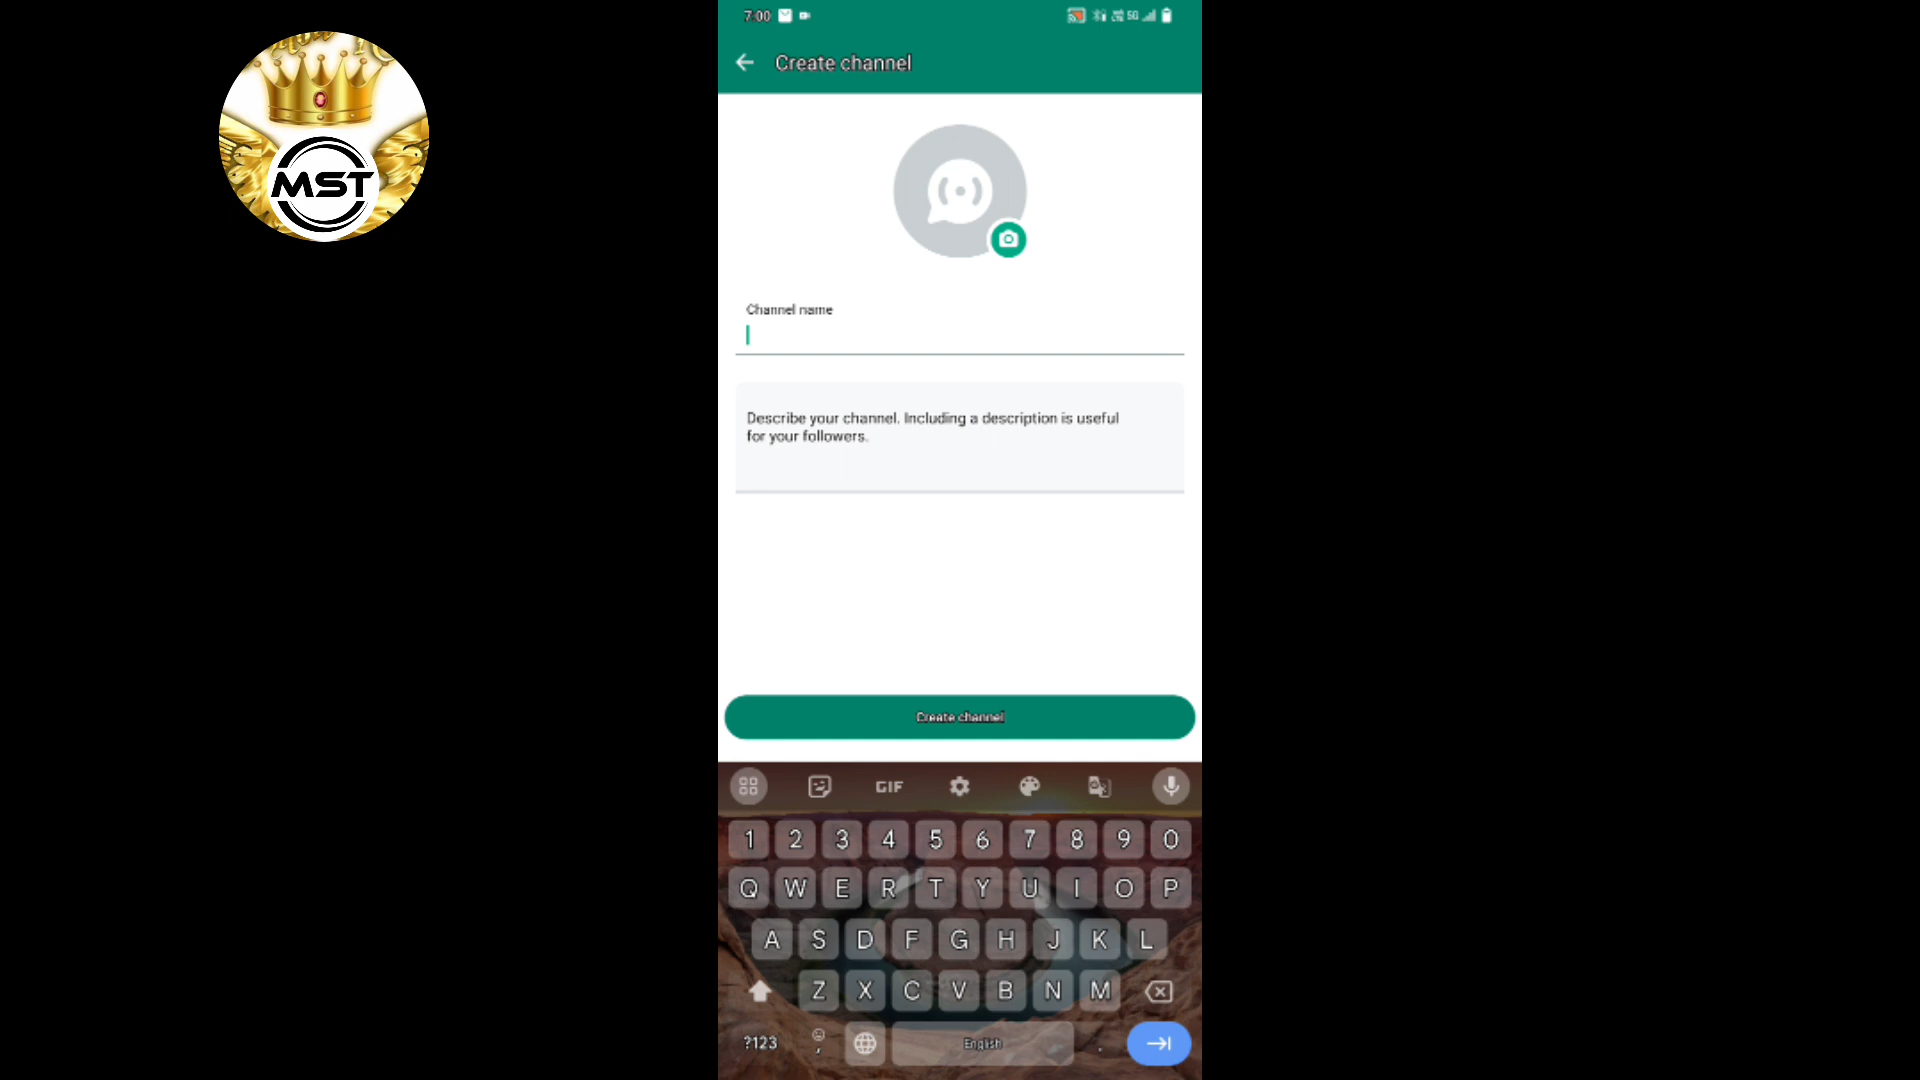 7:00
5G
Create channel
MST
Channel name
Describe your channel. Including a description is useful
for your followers.
Create channel
GIF
1 2 3 4 5 6 7 8 9 0
Q W E R T Y U I O P
A S D F G H J K L
Z X C V B N M
?123 , English .